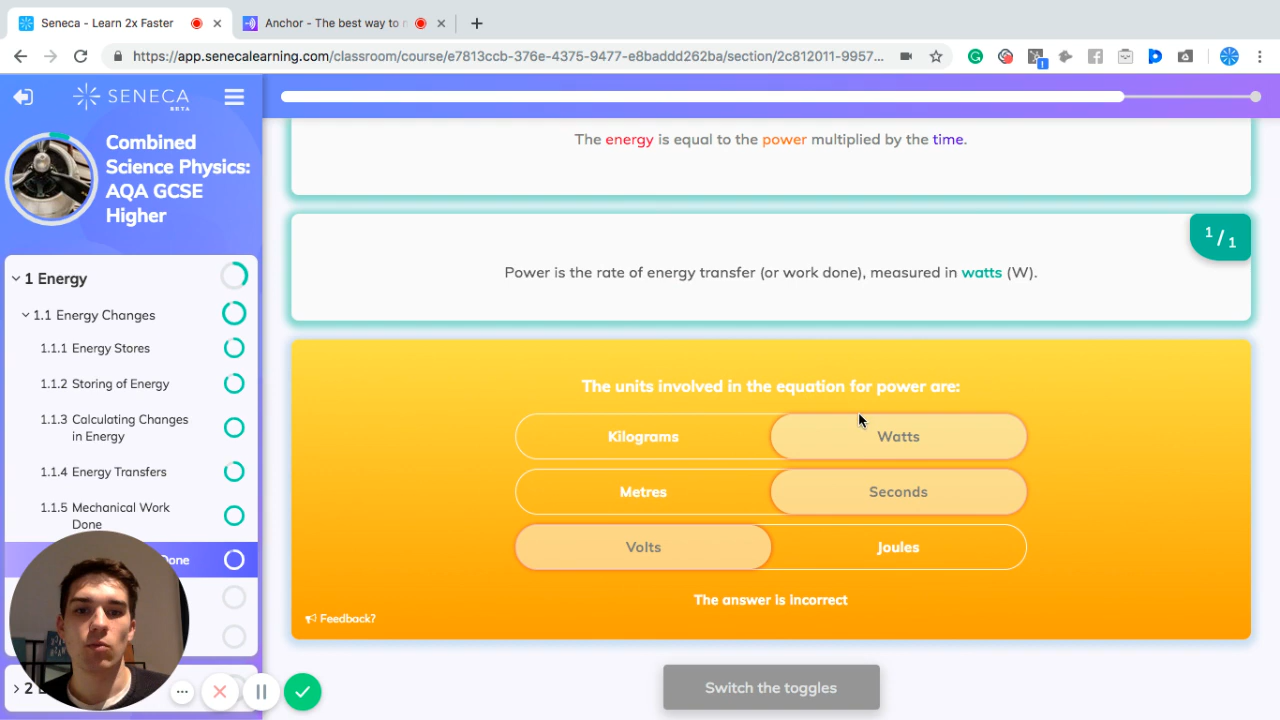 Seneca - Learn 2x Faster
Anchor - The best way to
https://app.senecalearning.com/classroom/course/e7813ccb-376e-4375-9477-e8baddd262ba/section/2c812011-9957...
1
SENECA
BETA
Combined
Science Physics:
AQA GCSE
Higher
1 Energy
1.1 Energy Changes
1.1.1 Energy Stores
1.1.2 Storing of Energy
1.1.3 Calculating Changes
in Energy
1.1.4 Energy Transfers
1.1.5 Mechanical Work
Done
Done
2
The energy is equal to the power multiplied by the time.
1/1
Power is the rate of energy transfer (or work done), measured in watts (W).
The units involved in the equation for power are:
Kilograms Watts
Metres Seconds
Volts Joules
The answer is incorrect
Feedback?
Switch the toggles